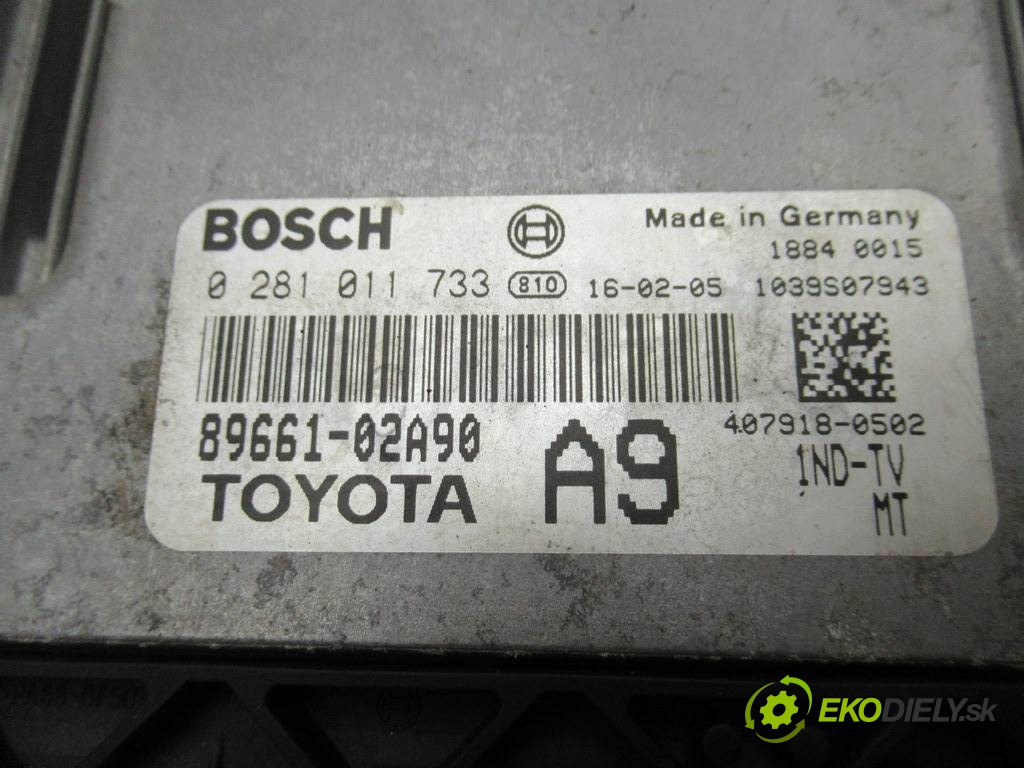 BOSCH
Made in Germany
1884 0015
0 281 011 733 810 16-02-05 1039S07943
407918-0502
89661-02A90
A9
1ND-TV
TOYOTA
MT
EKODIELY.sk